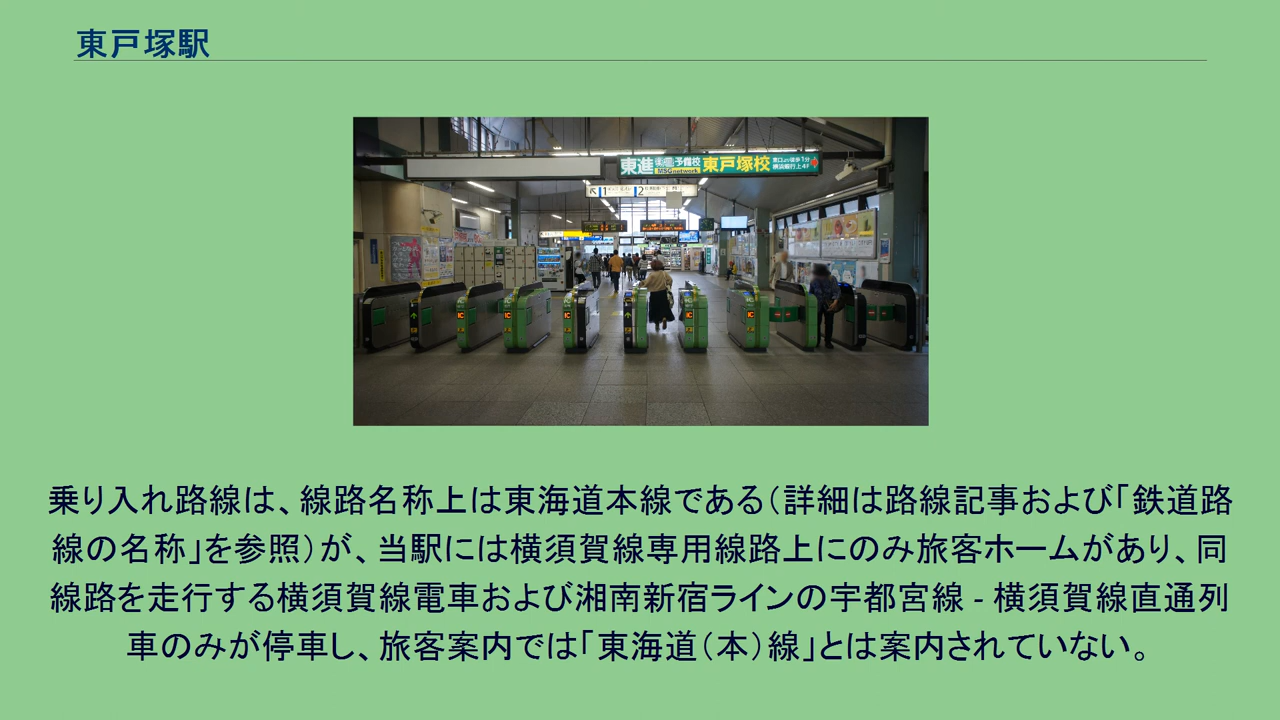 東戸塚駅
東進 予備校 東戸塚校
MSG network
1 2
乗り入れ路線は、線路名称上は東海道本線である（詳細は路線記事および「鉄道路
線の名称」を参照）が、当駅には横須賀線専用線路上にのみ旅客ホームがあり、同
線路を走行する横須賀線電車および湘南新宿ラインの宇都宮線 - 横須賀線直通列
車のみが停車し、旅客案内では「東海道（本）線」とは案内されていない。